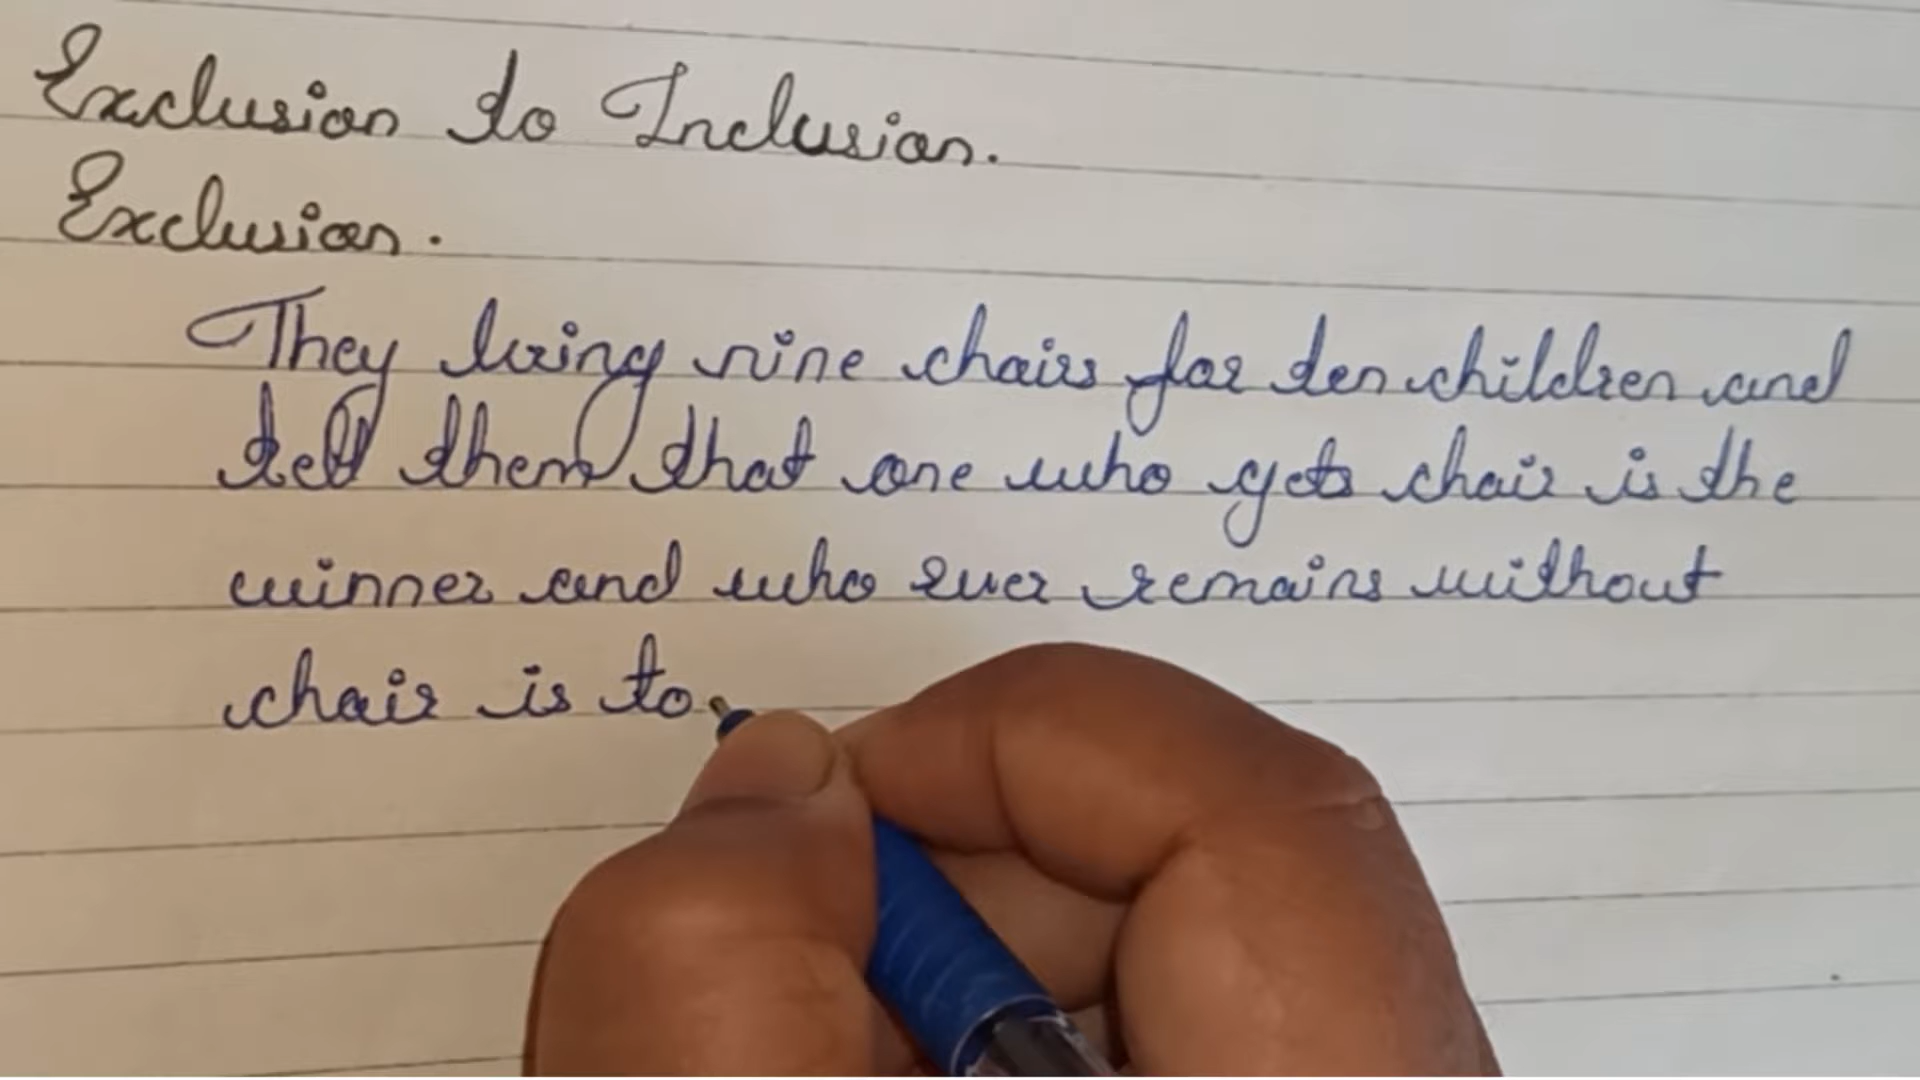 Exclusion to Inclusion.
Exclusion.
They bring nine chairs for ten children and
tell them that one who gets chair is the
winner and who ever remains without
chair is to